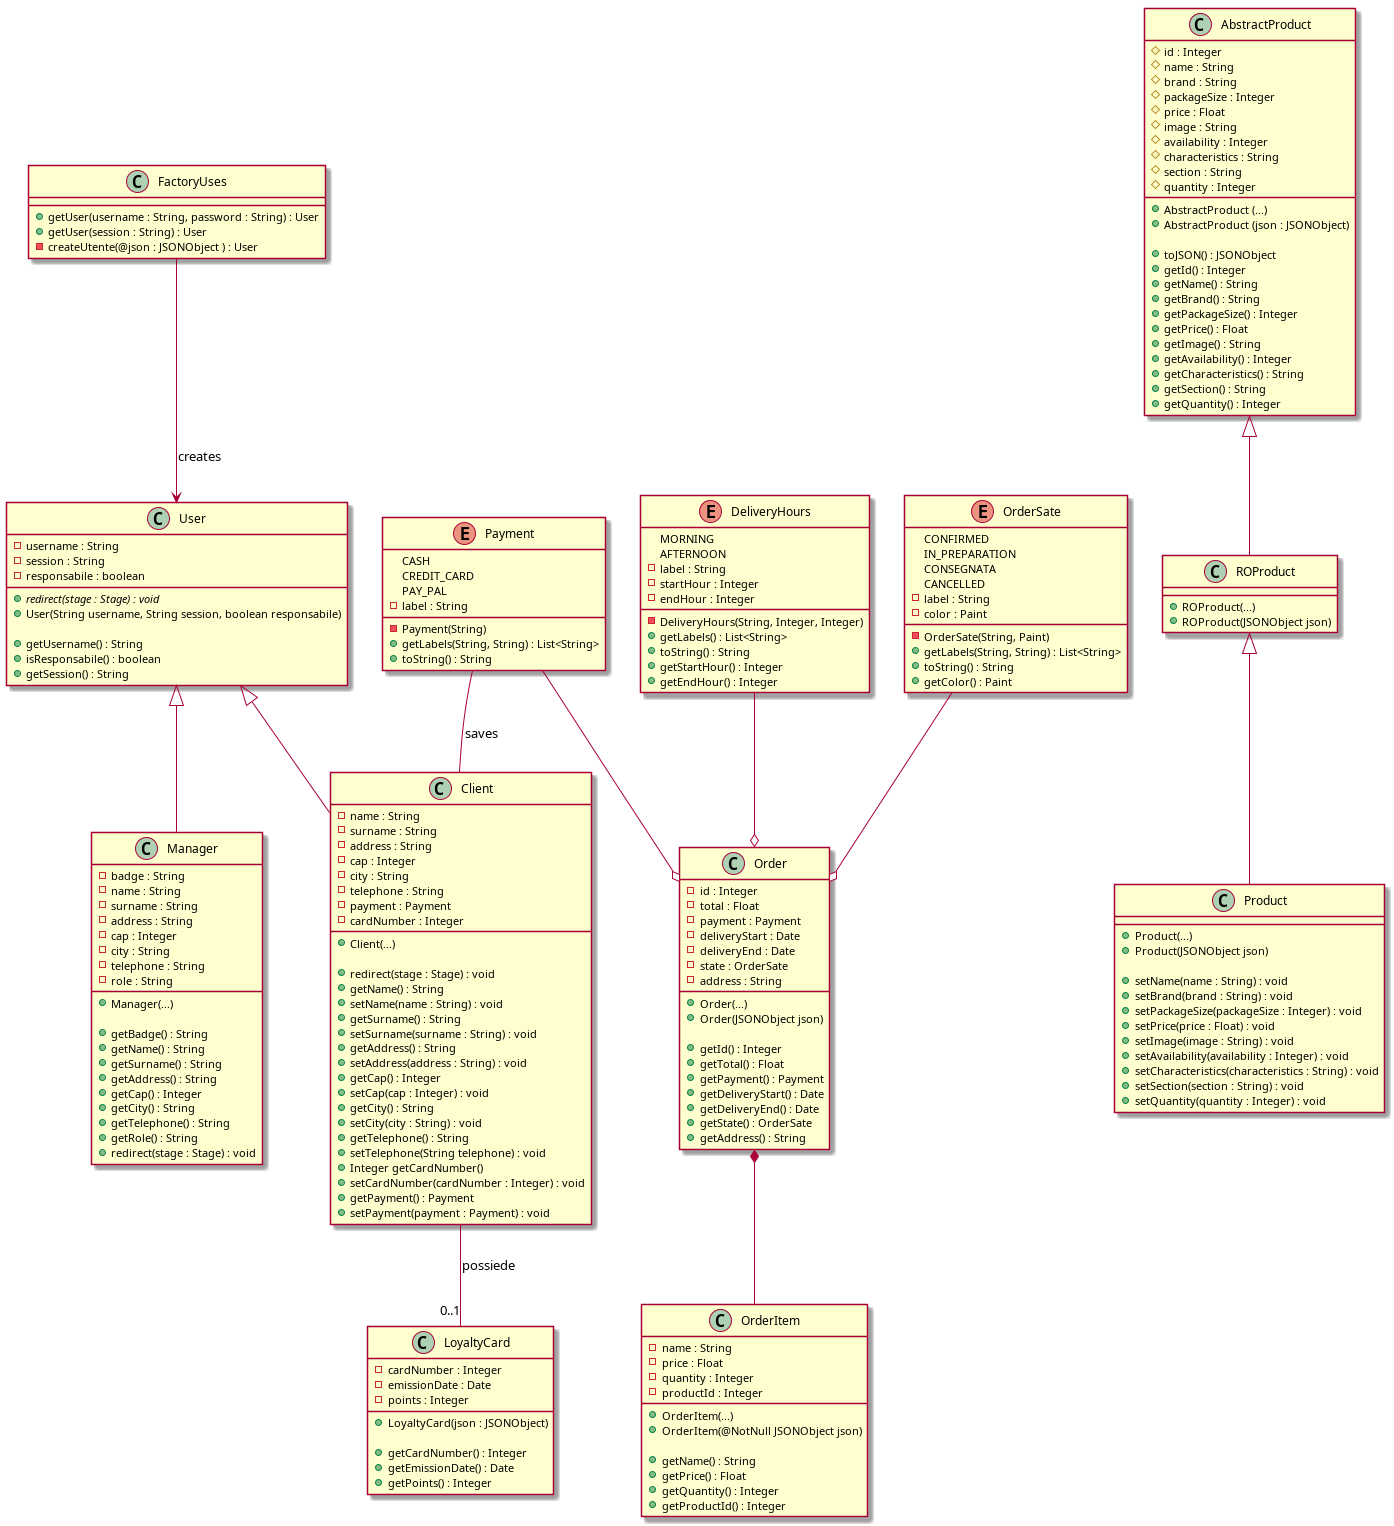 AbstractProduct
id : Integer
name : String
brand : String
packageSize : Integer
price : Float
image : String
availability : Integer
characteristics : String
section : String
quantity : Integer
AbstractProduct (...)
AbstractProduct (json : JSONObject)
toJSON() : JSONObject
getId() : Integer
getName() : String
getBrand() : String
getPackageSize() : Integer
getPrice() : Float
getImage() : String
getAvailability() : Integer
getCharacteristics() : String
getSection() : String
getQuantity() : Integer
FactoryUses
getUser(username : String, password : String) : User
getUser(session : String) : User
createUtente(@json : JSONObject ) : User
creates
User
username : String
session : String
responsabile : boolean
redirect(stage : Stage) : void
User(String username, String session, boolean responsabile)
getUsername() : String
isResponsabile() : boolean
getSession() : String
Payment
CASH
CREDIT_CARD
PAY_PAL
label : String
Payment(String)
getLabels(String, String) : List<String>
toString() : String
DeliveryHours
MORNING
AFTERNOON
label : String
startHour : Integer
endHour : Integer
DeliveryHours(String, Integer, Integer)
getLabels() : List<String>
toString() : String
getStartHour() : Integer
getEndHour() : Integer
OrderSate
CONFIRMED
IN_PREPARATION
CONSEGNATA
CANCELLED
label : String
color : Paint
OrderSate(String, Paint)
getLabels(String, String) : List<String>
toString() : String
getColor() : Paint
ROProduct
ROProduct(...)
ROProduct(JSONObject json)
saves
Manager
badge : String
name : String
surname : String
address : String
cap : Integer
city : String
telephone : String
role : String
Manager(...)
getBadge() : String
getName() : String
getSurname() : String
getAddress() : String
getCap() : Integer
getCity() : String
getTelephone() : String
getRole() : String
redirect(stage : Stage) : void
Client
name : String
surname : String
address : String
cap : Integer
city : String
telephone : String
payment : Payment
cardNumber : Integer
Client(...)
redirect(stage : Stage) : void
getName() : String
setName(name : String) : void
getSurname() : String
setSurname(surname : String) : void
getAddress() : String
setAddress(address : String) : void
getCap() : Integer
setCap(cap : Integer) : void
getCity() : String
setCity(city : String) : void
getTelephone() : String
setTelephone(String telephone) : void
Integer getCardNumber()
setCardNumber(cardNumber : Integer) : void
getPayment() : Payment
setPayment(payment : Payment) : void
Order
id : Integer
total : Float
payment : Payment
deliveryStart : Date
deliveryEnd : Date
state : OrderSate
address : String
Order(...)
Order(JSONObject json)
getId() : Integer
getTotal() : Float
getPayment() : Payment
getDeliveryStart() : Date
getDeliveryEnd() : Date
getState() : OrderSate
getAddress() : String
Product
Product(...)
Product(JSONObject json)
setName(name : String) : void
setBrand(brand : String) : void
setPackageSize(packageSize : Integer) : void
setPrice(price : Float) : void
setImage(image : String) : void
setAvailability(availability : Integer) : void
setCharacteristics(characteristics : String) : void
setSection(section : String) : void
setQuantity(quantity : Integer) : void
possiede
0..1
LoyaltyCard
cardNumber : Integer
emissionDate : Date
points : Integer
LoyaltyCard(json : JSONObject)
getCardNumber() : Integer
getEmissionDate() : Date
getPoints() : Integer
OrderItem
name : String
price : Float
quantity : Integer
productId : Integer
OrderItem(...)
OrderItem(@NotNull JSONObject json)
getName() : String
getPrice() : Float
getQuantity() : Integer
getProductId() : Integer